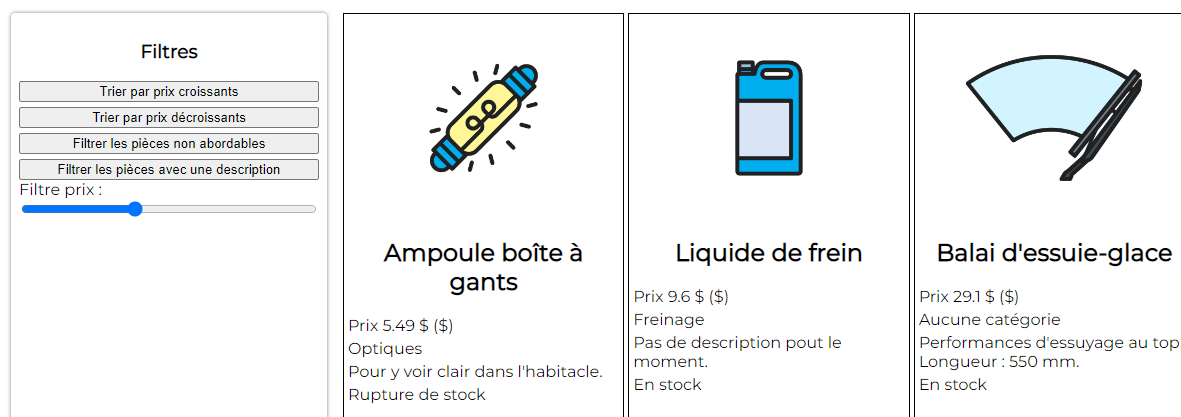 Filtres
Trier par prix croissants
Trier par prix décroissants
Filtrer les pièces non abordables
Filtrer les pièces avec une description
Filtre prix :
Ampoule boîte à
gants
Prix 5.49 $ ($)
Optiques
Pour y voir clair dans l'habitacle.
Rupture de stock
Liquide de frein
Prix 9.6 $ ($)
Freinage
Pas de description pout le
moment.
En stock
Balai d'essuie-glace
Prix 29.1 $ ($)
Aucune catégorie
Performances d'essuyage au top
Longueur : 550 mm.
En stock